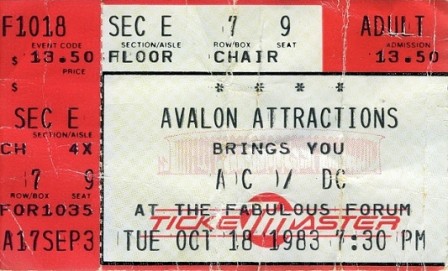 F1018 SEC E 7 9 ADULT
EVENT CODE SECTION/AISLE ROW/BOX SEAT ADMISSION
$ 13.50 FLOOR CHAIR 13.50
PRICE
$
SEC E
SECTION/AISLE
CH 4X
7 9
ROW/BOX SEAT
FOR1035
A17SEP3
* * * *
AVALON ATTRACTIONS
BRINGS YOU
A C / DC
AT THE FABULOUS FORUM
TICKETMASTER
TUE OCT 18 1983 7:30 PM